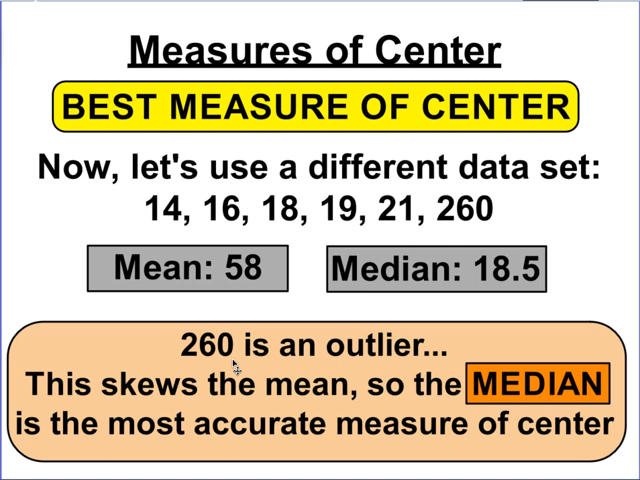 Measures of Center
BEST MEASURE OF CENTER
Now, let's use a different data set:
14, 16, 18, 19, 21, 260
Mean: 58
Median: 18.5
260 is an outlier...
This skews the mean, so the MEDIAN
is the most accurate measure of center